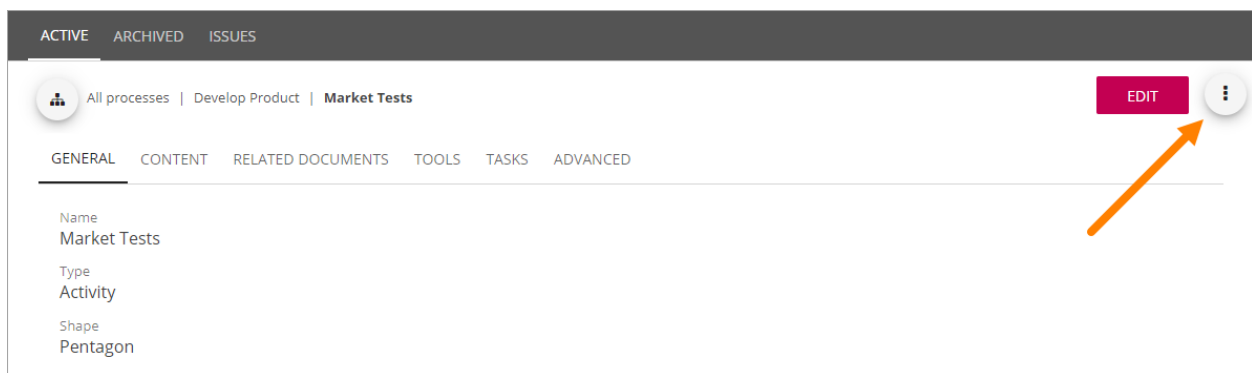 ACTIVE ARCHIVED ISSUES
All processes | Develop Product | Market Tests EDIT
GENERAL CONTENT RELATED DOCUMENTS TOOLS TASKS ADVANCED
Name
Market Tests
Type
Activity
Shape
Pentagon